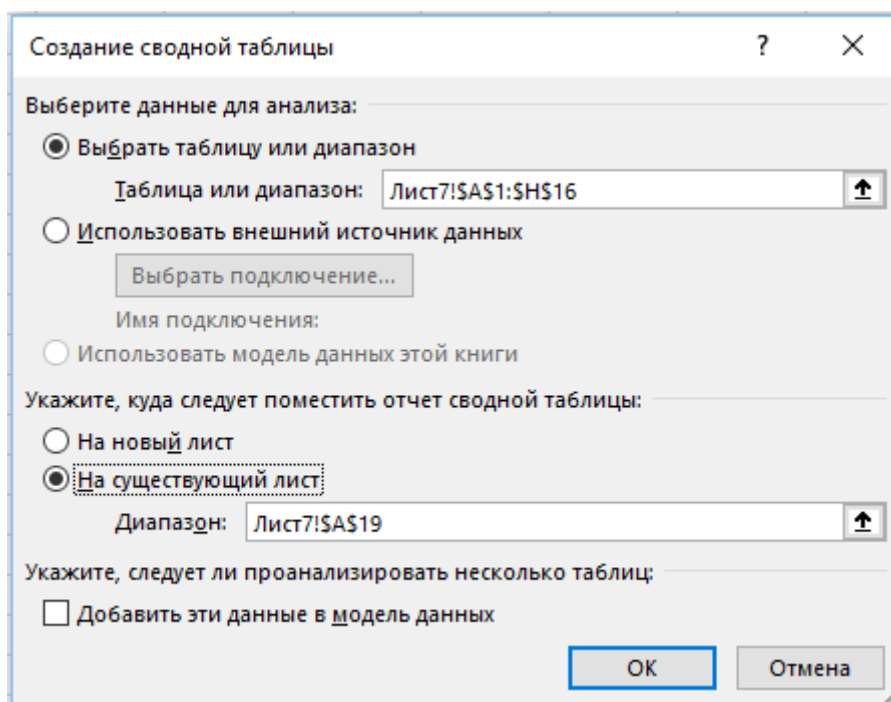 Создание сводной таблицы ?
Выберите данные для анализа:
Выбрать таблицу или диапазон
Таблица или диапазон: Лист7!$A$1:$H$16
Использовать внешний источник данных
Выбрать подключение...
Имя подключения:
Использовать модель данных этой книги
Укажите, куда следует поместить отчет сводной таблицы:
На новый лист
На существующий лист
Диапазон: Лист7!$A$19
Укажите, следует ли проанализировать несколько таблиц:
Добавить эти данные в модель данных
ОК Отмена